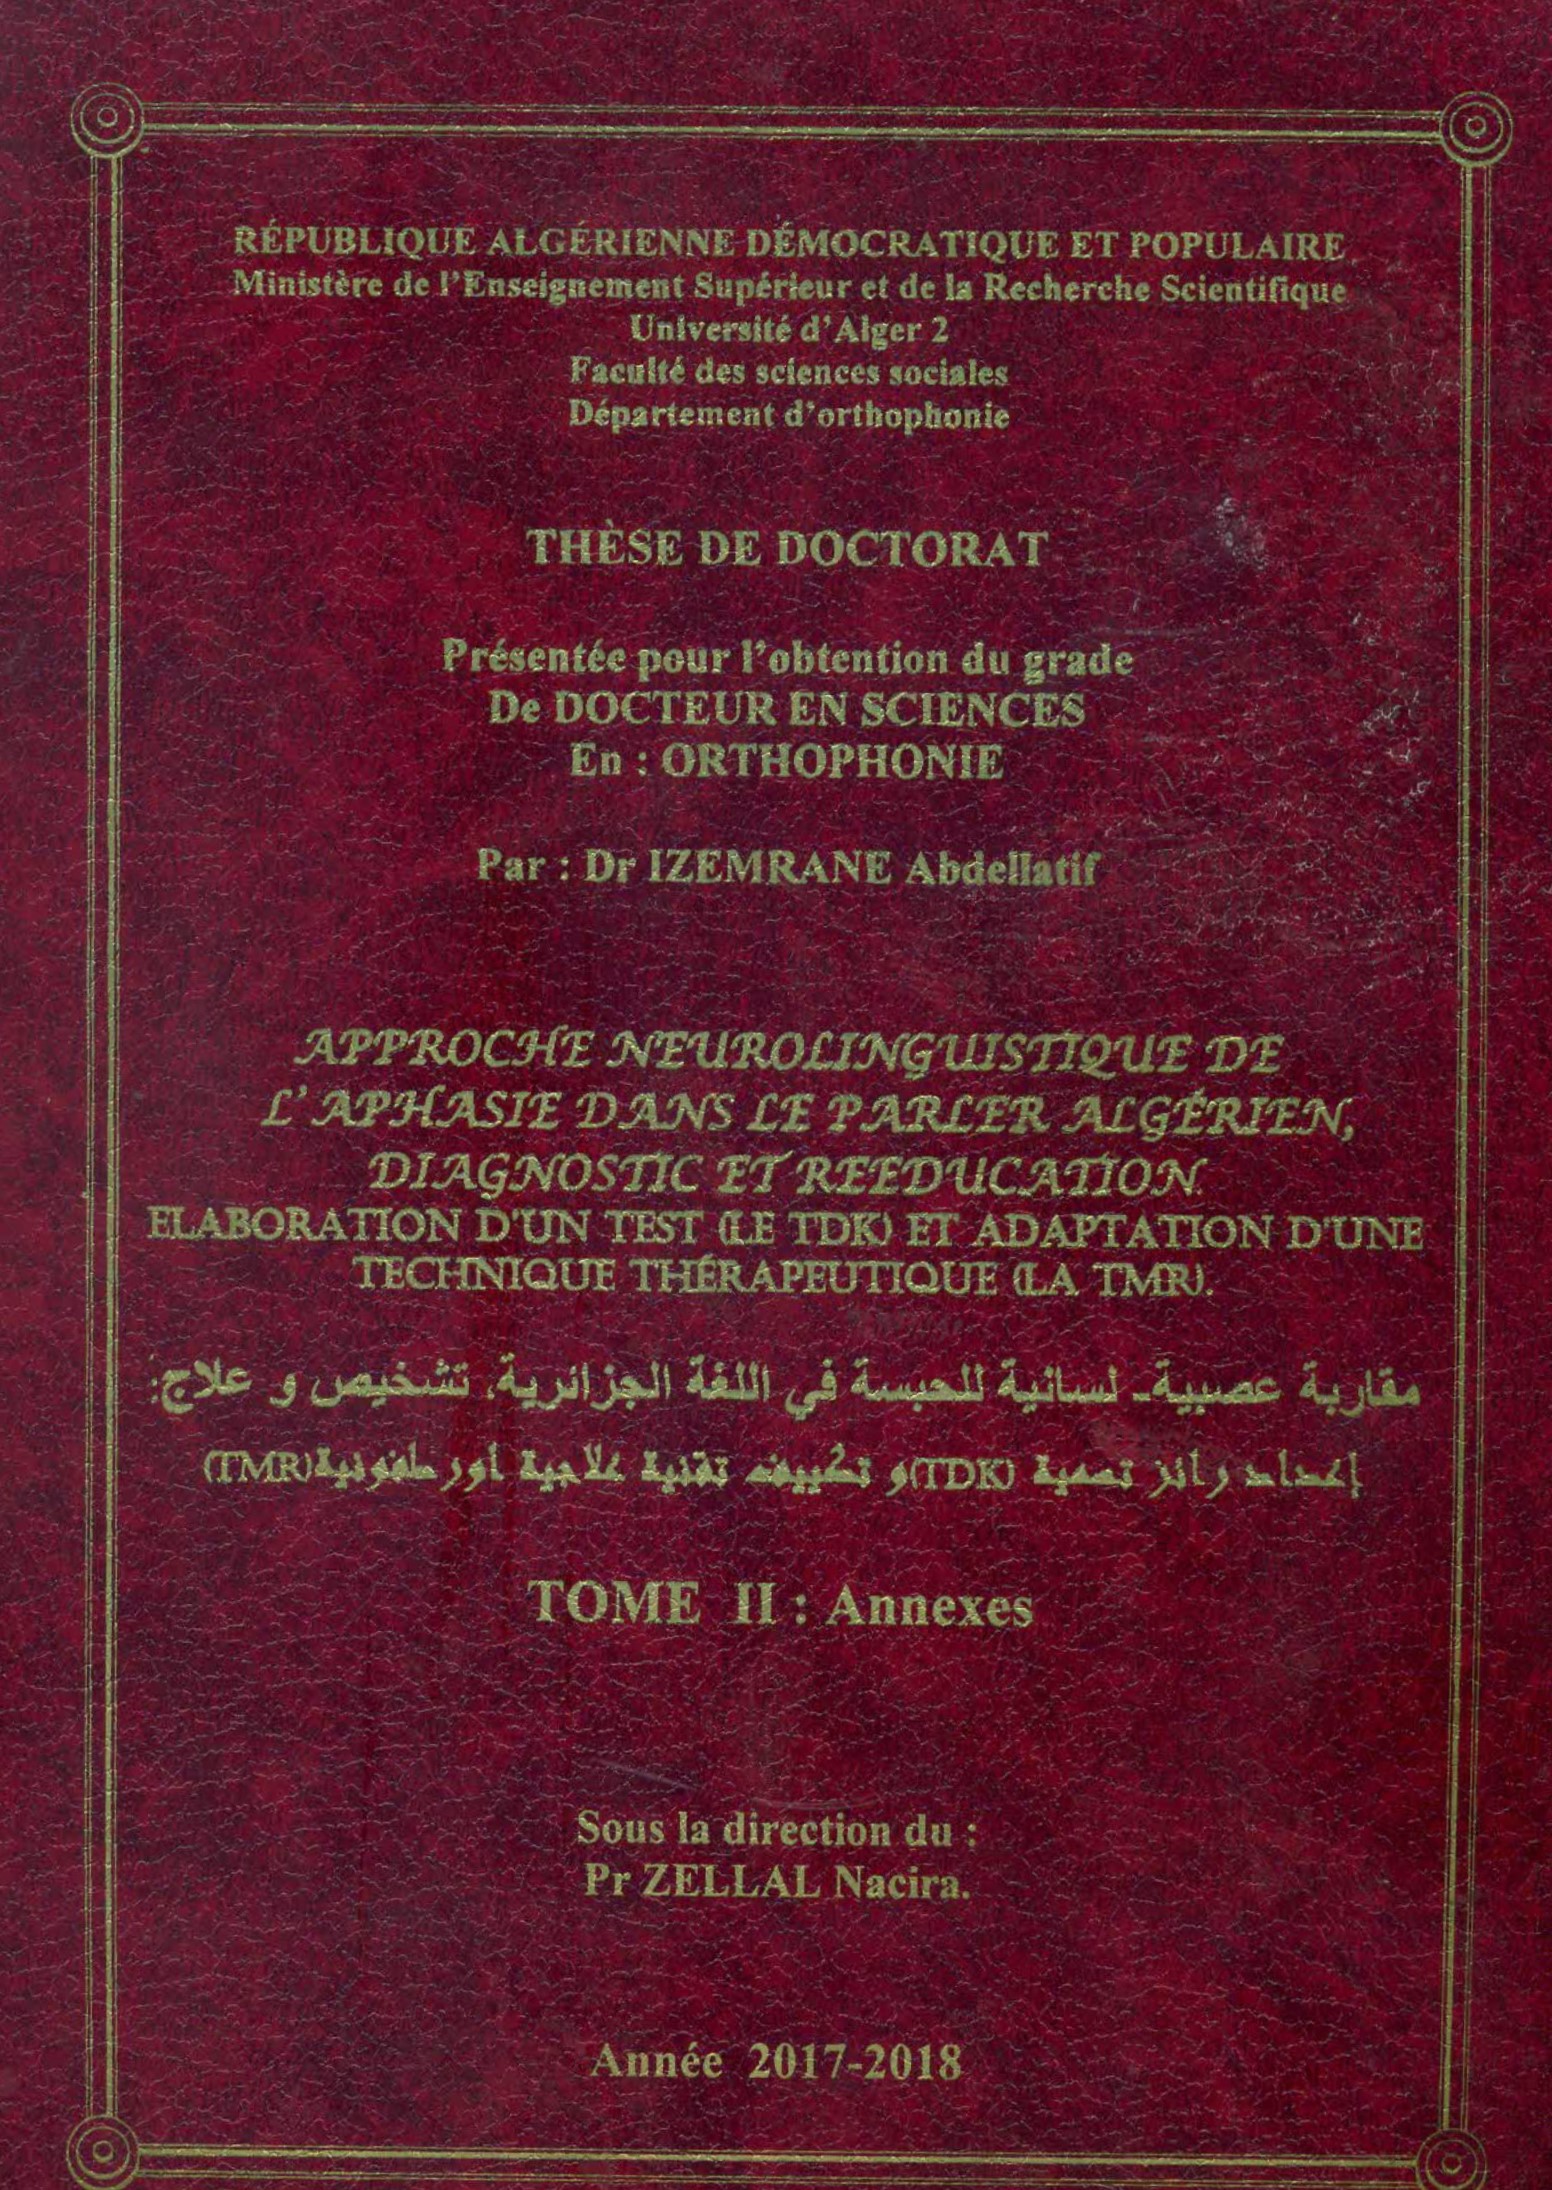 RÉPUBLIQUE ALGÉRIENNE DÉMOCRATIQUE ET POPULAIRE
Ministère de l'Enseignement Supérieur et de la Recherche Scientifique
Université d'Alger 2
Faculté des sciences sociales
Département d'orthophonie
THÈSE DE DOCTORAT
Présentée pour l'obtention du grade
De DOCTEUR EN SCIENCES
En : ORTHOPHONIE
Par : Dr IZEMRANE Abdellatif
APPROCHE NEUROLINGUISTIQUE DE
L'APHASIE DANS LE PARLER ALGÉRIEN,
DIAGNOSTIC ET REEDUCATION.
ELABORATION D'UN TEST (LE TDK) ET ADAPTATION D'UNE
TECHNIQUE THÉRAPEUTIQUE (LA TMR).
مقاربة عصبية- لسانية للحبسة في اللغة الجزائرية، تشخيص و علاج:
إعداد رائز تسمية (TDK)و تكييف تقنية علاجية أورطفونية(TMR)
TOME II : Annexes
Sous la direction du :
Pr ZELLAL Nacira.
Année 2017-2018